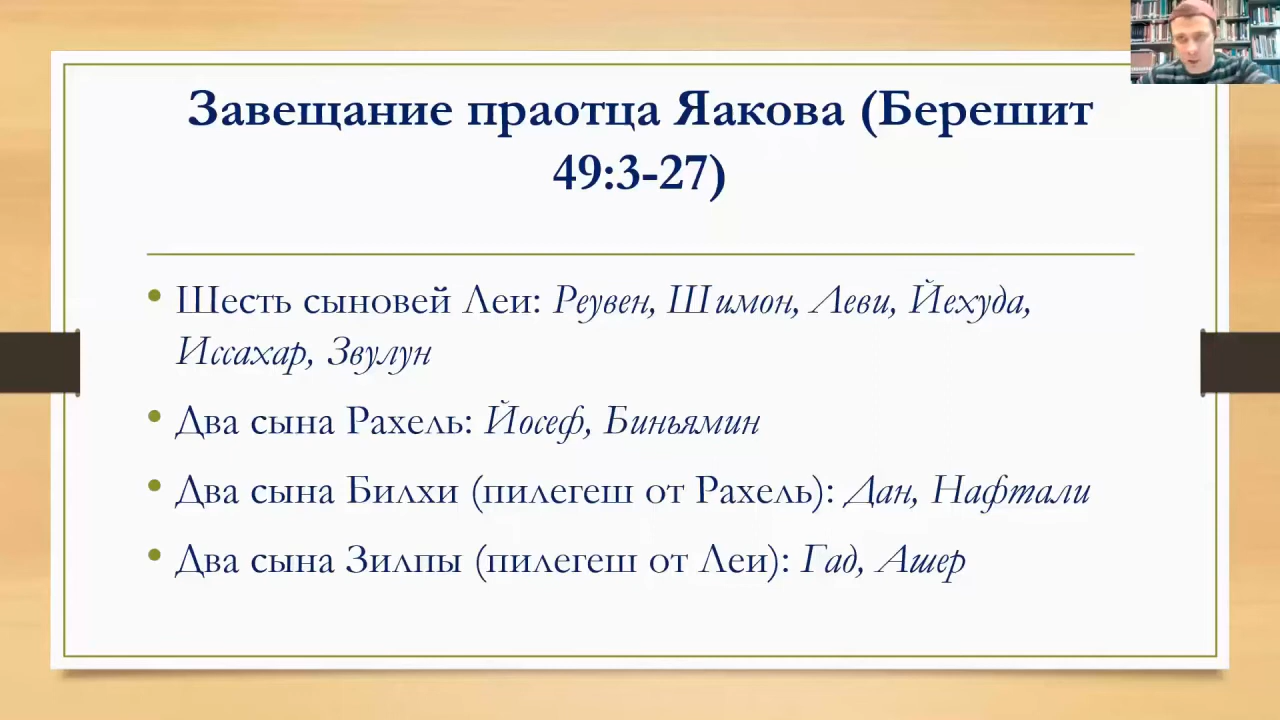 Завещание праотца Яакова (Берешит
49:3-27)
• Шесть сыновей Леи: Реувен, Шимон, Леви, Йехуда,
Иссахар, Звулун
• Два сына Рахель: Йосеф, Биньямин
• Два сына Билхи (пилегеш от Рахель): Дан, Нафтали
• Два сына Зилпы (пилегеш от Леи): Гад, Ашер